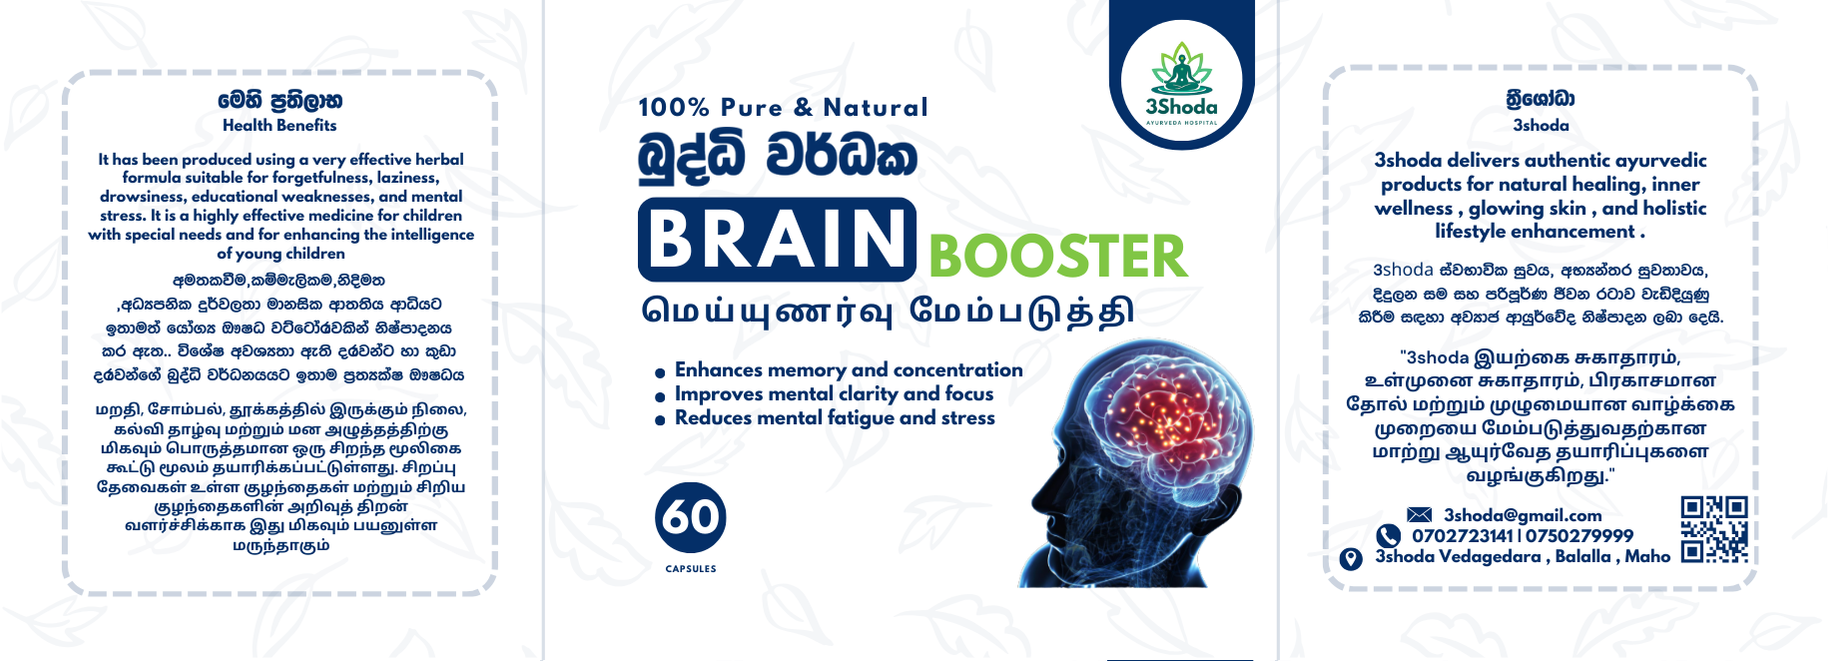 මෙහි ප්‍රතිලාභ
Health Benefits
It has been produced using a very effective herbal
formula suitable for forgetfulness, laziness,
drowsiness, educational weaknesses, and mental
stress. It is a highly effective medicine for children
with special needs and for enhancing the intelligence
of young children
අමතකවීම,කම්මැලිකම,නිදිමත
,අධ්‍යපනික දුර්වලතා මානසික ආතතිය ආදියට
ඉතාමත් යෝග්‍ය ඖෂධ වට්ටෝරුවකින් නිෂ්පාදනය
කර ඇත.. විශේෂ අවශ්‍යතා ඇති දරුවන්ට හා කුඩා
දරුවන්ගේ බුද්ධි වර්ධනයයට ඉතාම ප්‍රත්‍යක්ෂ ඖෂධය
மறதி, சோம்பல், தூக்கத்தில் இருக்கும் நிலை,
கல்வி தாழ்வு மற்றும் மன அழுத்தத்திற்கு
மிகவும் பொருத்தமான ஒரு சிறந்த மூலிகை
கூட்டு மூலம் தயாரிக்கப்பட்டுள்ளது. சிறப்பு
தேவைகள் உள்ள குழந்தைகள் மற்றும் சிறிய
குழந்தைகளின் அறிவுத் திறன்
வளர்ச்சிக்காக இது மிகவும் பயனுள்ள
மருந்தாகும்
100% Pure & Natural
බුද්ධි වර්ධක
BRAIN BOOSTER
மெய்யுணர்வு மேம்படுத்தி
• Enhances memory and concentration
• Improves mental clarity and focus
• Reduces mental fatigue and stress
60
CAPSULES
3Shoda
AYURVEDA HOSPITAL
ත්‍රීශෝධා
3shoda
3shoda delivers authentic ayurvedic
products for natural healing, inner
wellness , glowing skin , and holistic
lifestyle enhancement .
3shoda ස්වභාවික සුවය, අභ්‍යන්තර සුවතාවය,
දිදුලන සම සහ පරිපූර්ණ ජීවන රටාව වැඩිදියුණු
කිරීම සඳහා අව්‍යාජ ආයුර්වේද නිෂ්පාදන ලබා දෙයි.
"3shoda இயற்கை சுகாதாரம்,
உள்முனை சுகாதாரம், பிரகாசமான
தோல் மற்றும் முழுமையான வாழ்க்கை
முறையை மேம்படுத்துவதற்கான
மாற்று ஆயுர்வேத தயாரிப்புகளை
வழங்குகிறது."
3shoda@gmail.com
0702723141 | 0750279999
3shoda Vedagedara , Balalla , Maho